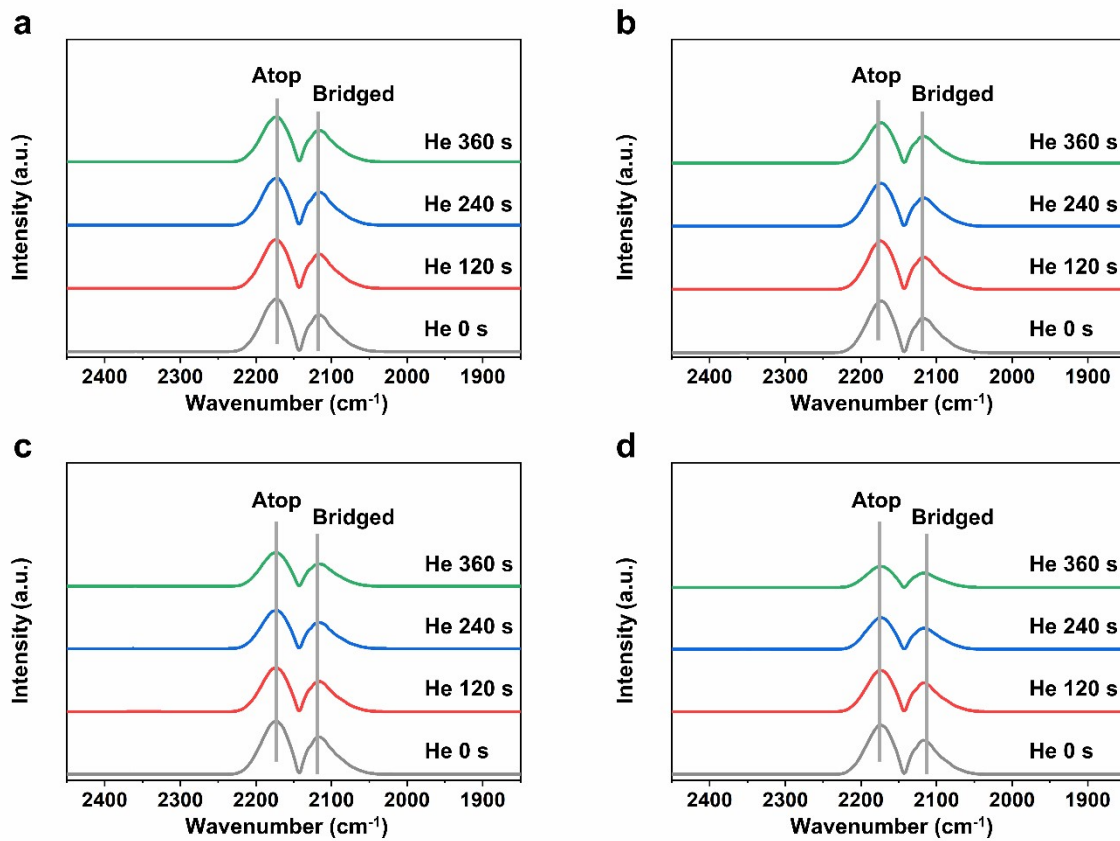 a
Atop
Bridged
He 360 s
He 240 s
He 120 s
He 0 s
Intensity (a.u.)
2400 2300 2200 2100 2000 1900
Wavenumber (cm⁻¹)
b
Atop
Bridged
He 360 s
He 240 s
He 120 s
He 0 s
Intensity (a.u.)
2400 2300 2200 2100 2000 1900
Wavenumber (cm⁻¹)
c
Atop
Bridged
He 360 s
He 240 s
He 120 s
He 0 s
Intensity (a.u.)
2400 2300 2200 2100 2000 1900
Wavenumber (cm⁻¹)
d
Atop
Bridged
He 360 s
He 240 s
He 120 s
He 0 s
Intensity (a.u.)
2400 2300 2200 2100 2000 1900
Wavenumber (cm⁻¹)